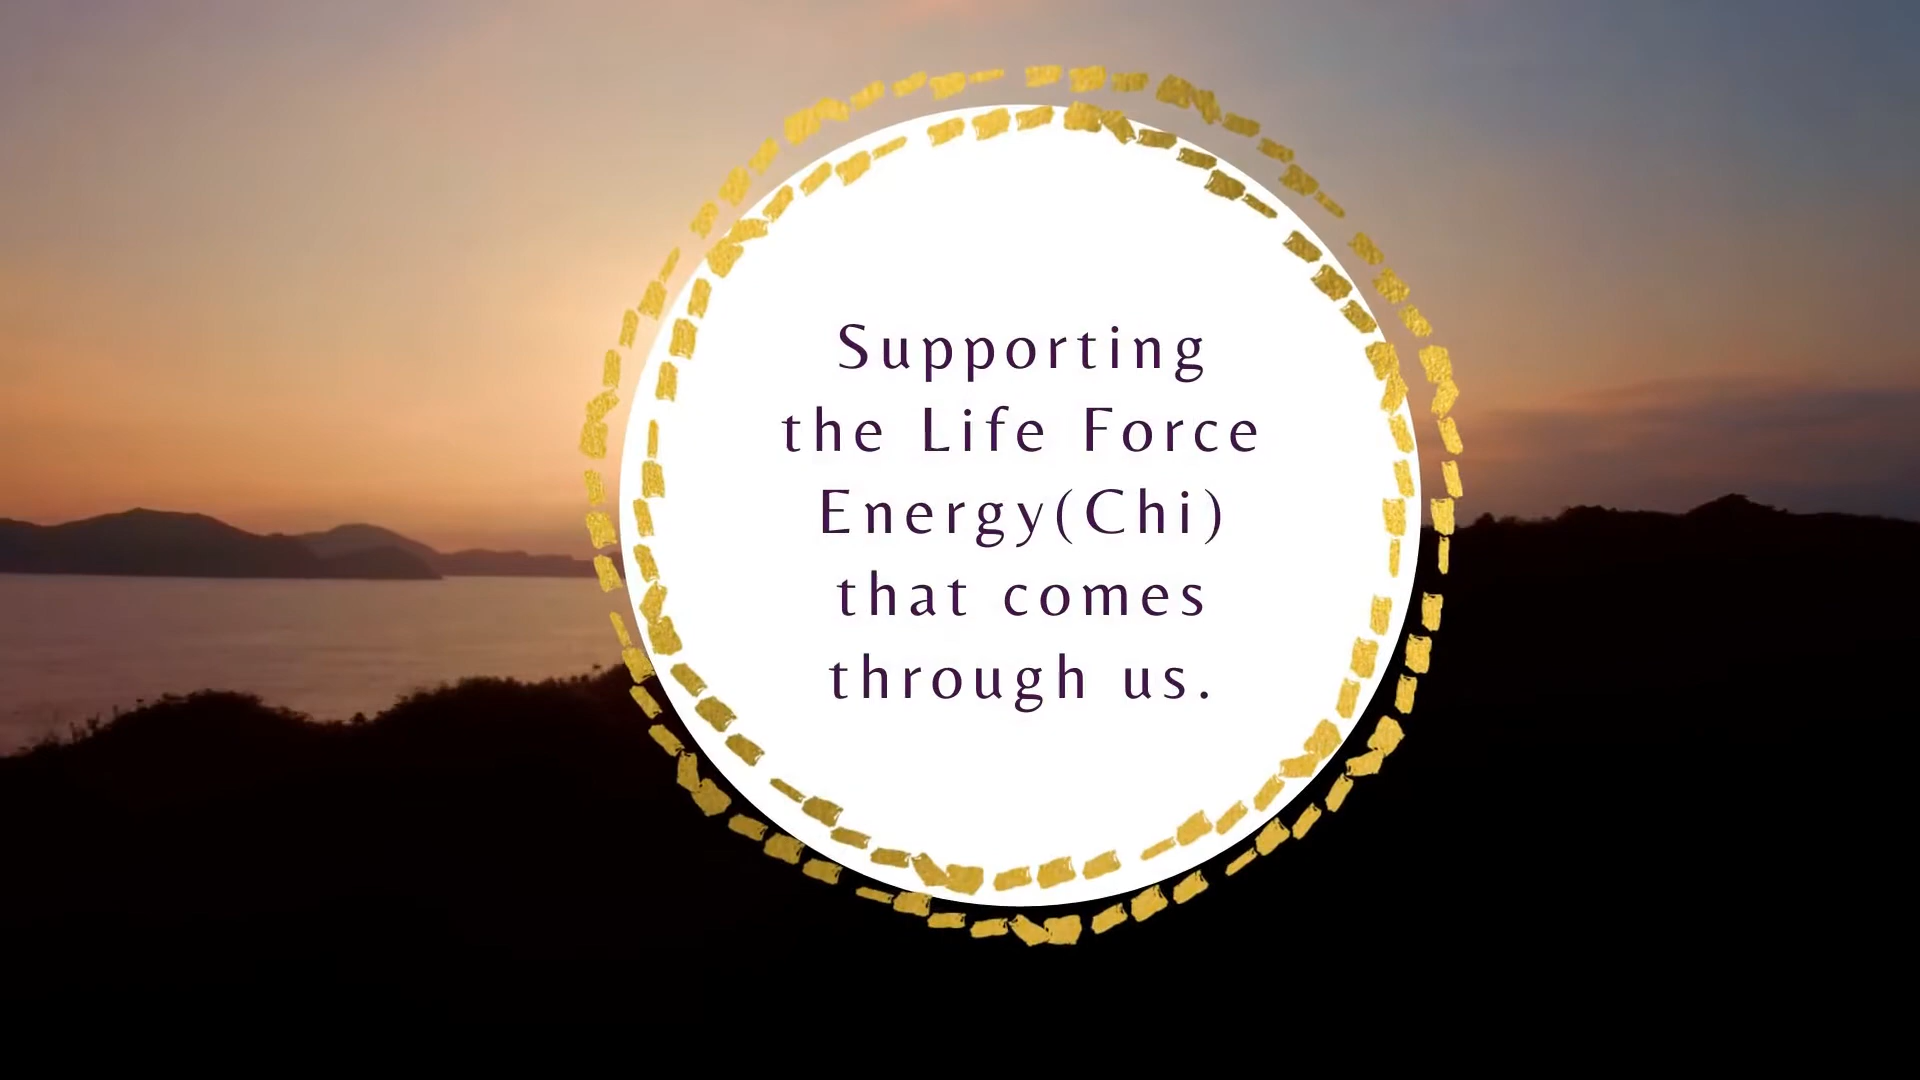 Supporting
the Life Force
Energy(Chi)
that comes
through us.